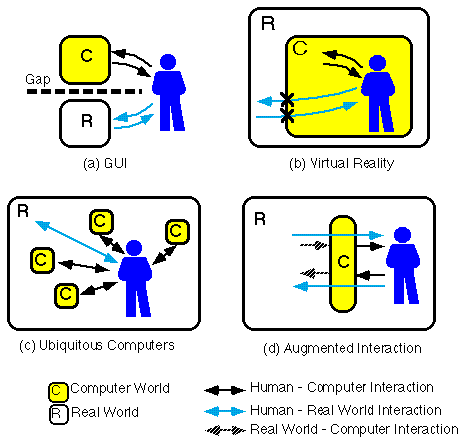 R
C
C
Gap
R
(a) GUI
(b) Virtual Reality
R
C
C
C
C
R
C
(c) Ubiquitous Computers
(d) Augmented Interaction
C Computer World
R Real World
Human - Computer Interaction
Human - Real World Interaction
Real World - Computer Interaction